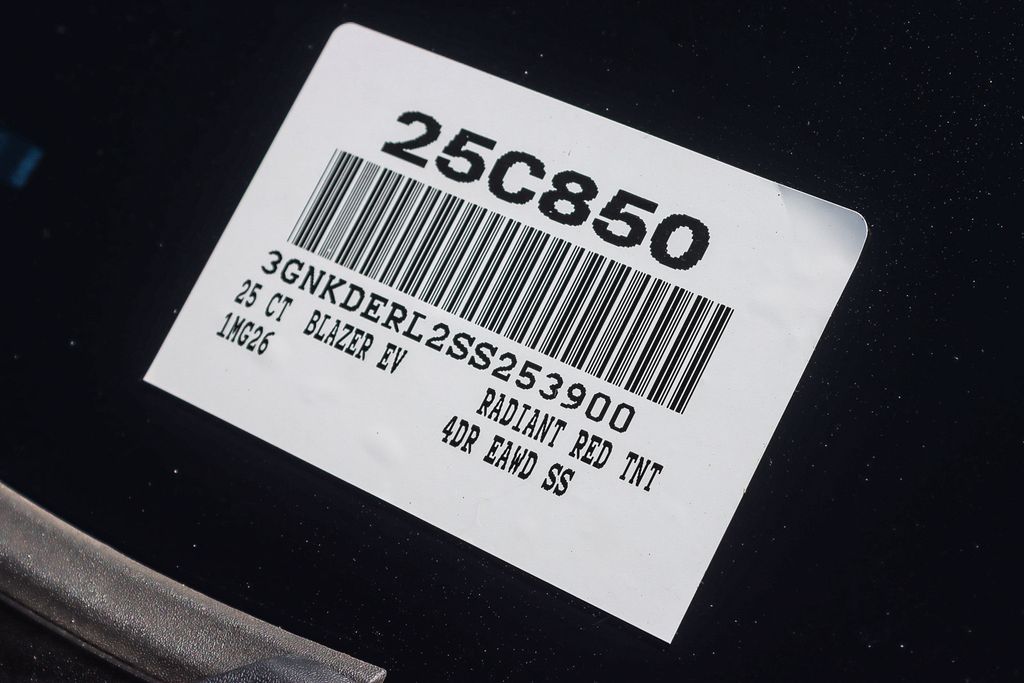 25C850
3GNKDERL2SS253900
25 CT BLAZER EV RADIANT RED TNT
1MG26 4DR EAWD SS